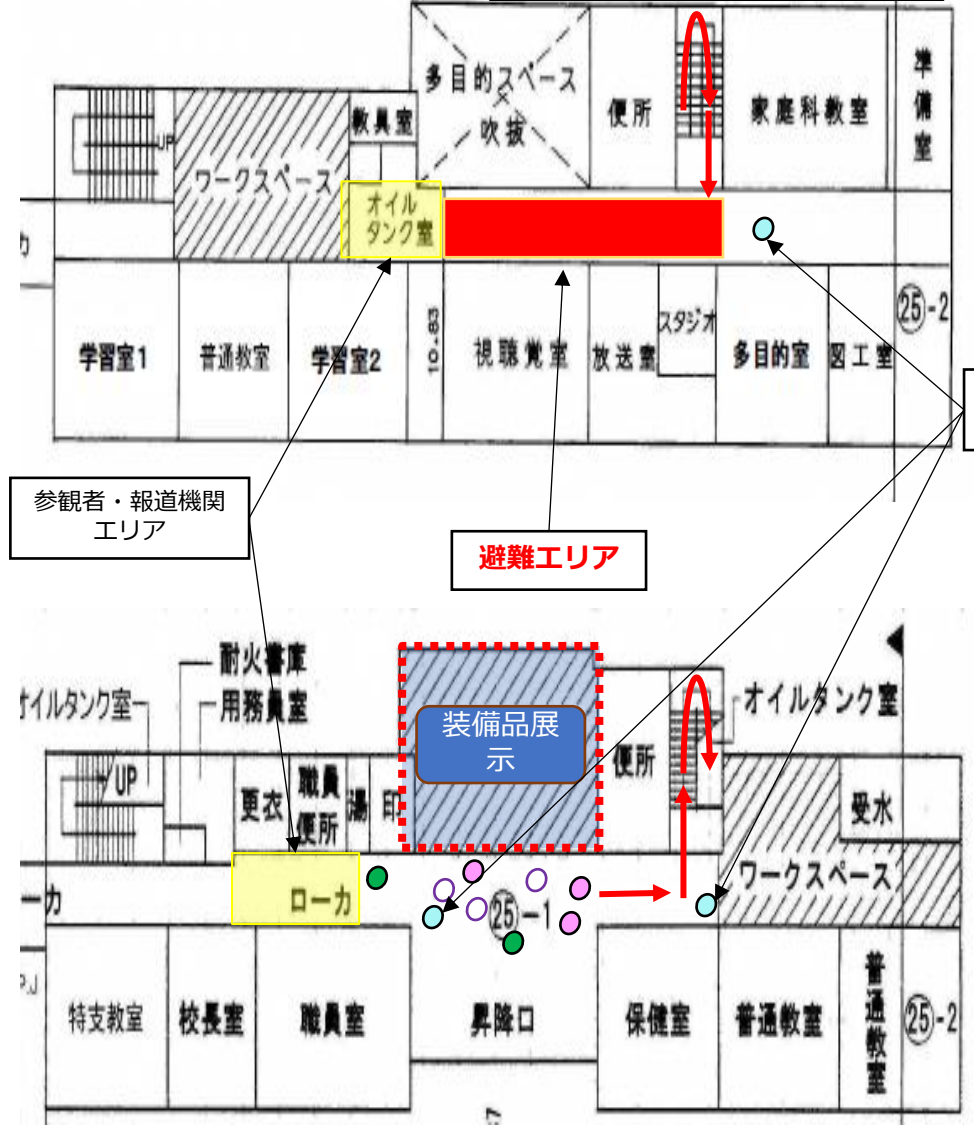 多目的スペース
吹抜
便所
家庭科教室
準備室
教具室
UP
ワークスペース
オイル
タンク室
学習室1
普通教室
学習室2
10.83
視聴覚室
放送室
スタジオ
多目的室
図工室
25-2
参観者・報道機関
エリア
避難エリア
耐火書庫
用務員室
オイルタンク室
UP
更衣
職員
便所
湯
印
装備品展
示
便所
オイルタンク室
受水
ワークスペース
ローカ
25-1
特支教室
校長室
職員室
昇降口
保健室
普通教室
普通教室
25-2